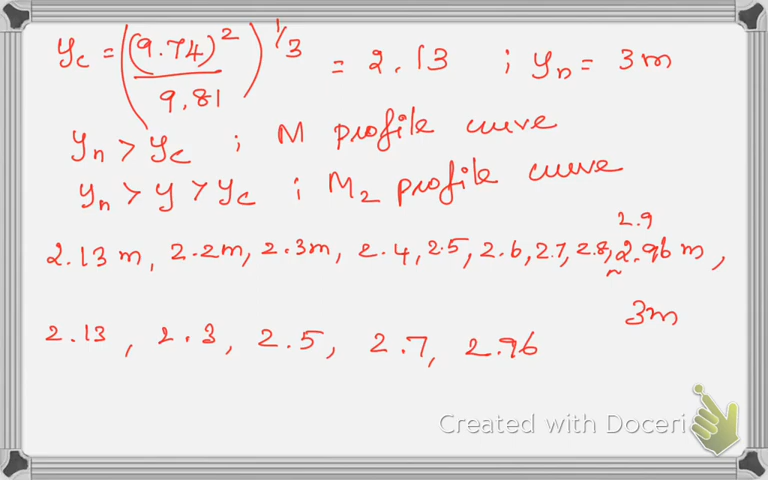 yc = ((9.74)² / 9.81)^1/3 = 2.13 ; yn = 3m
yn > yc ; M profile curve
yn > y > yc ; M2 profile curve
2.9
2.13 m, 2.2m, 2.3m, 2.4, 2.5, 2.6, 2.7, 2.8, 2.96 m,
~
3m
2.13 , 2.3 , 2.5 , 2.7 , 2.96
Created with Doceri